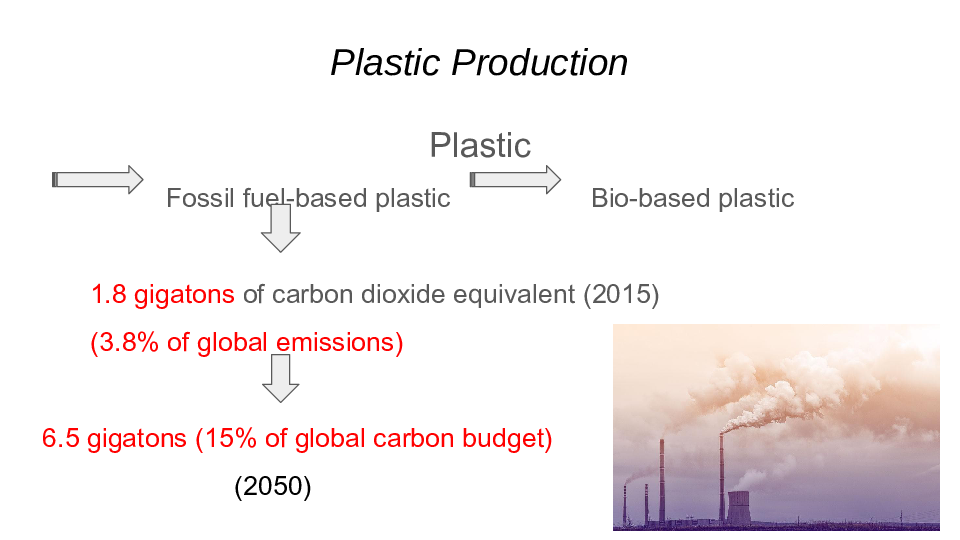 Plastic Production
Plastic
Fossil fuel-based plastic
Bio-based plastic
1.8 gigatons of carbon dioxide equivalent (2015)
(3.8% of global emissions)
6.5 gigatons (15% of global carbon budget)
(2050)